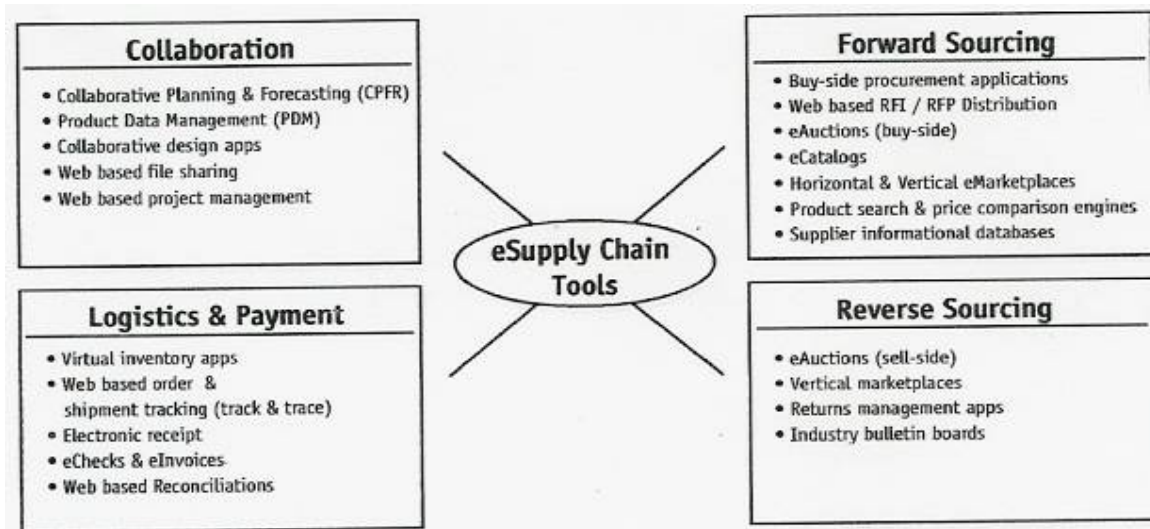 Collaboration
• Collaborative Planning & Forecasting (CPFR)
• Product Data Management (PDM)
• Collaborative design apps
• Web based file sharing
• Web based project management
Forward Sourcing
• Buy-side procurement applications
• Web based RFI / RFP Distribution
• eAuctions (buy-side)
• eCatalogs
• Horizontal & Vertical eMarketplaces
• Product search & price comparison engines
• Supplier informational databases
eSupply Chain
Tools
Logistics & Payment
• Virtual inventory apps
• Web based order &
shipment tracking (track & trace)
• Electronic receipt
• eChecks & eInvoices
• Web based Reconciliations
Reverse Sourcing
• eAuctions (sell-side)
• Vertical marketplaces
• Returns management apps
• Industry bulletin boards